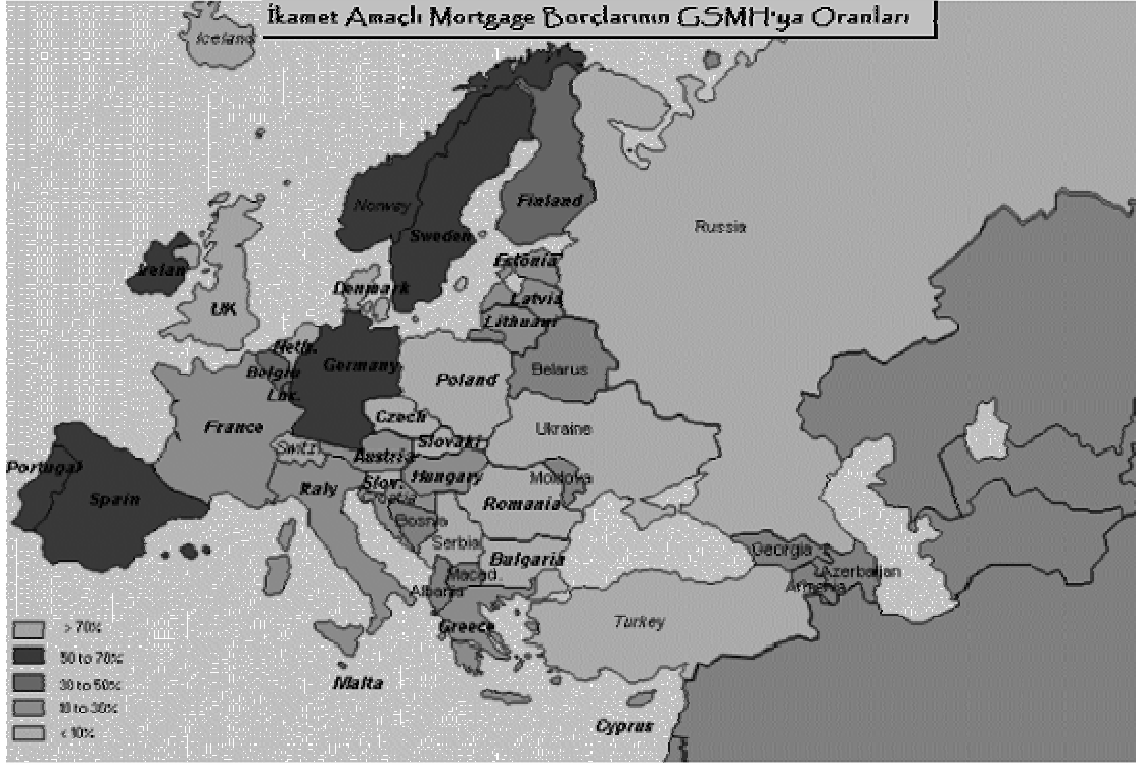 İkamet Amaçlı Mortgage Borçlarının GSMH'ya Oranları
Iceland
Norway
Sweden
Finland
Russia
Estonia
Latvia
Lithuani
Denmark
Irelan
UK
Neth.
Belgiu
Lux.
Germany
Poland
Belarus
Czech
Slovaki
Ukraine
France
Switz.
Austria
Hungary
Moldova
Portugal
Spain
Italy
Slov.
Croatia
Bosnia
Romania
Serbia
Bulgaria
Georgia
Azerbaijan
Armenia
Macad.
Albania
Greece
Turkey
Malta
Cyprus
> 70%
50 to 70%
30 to 50%
10 to 30%
< 10%